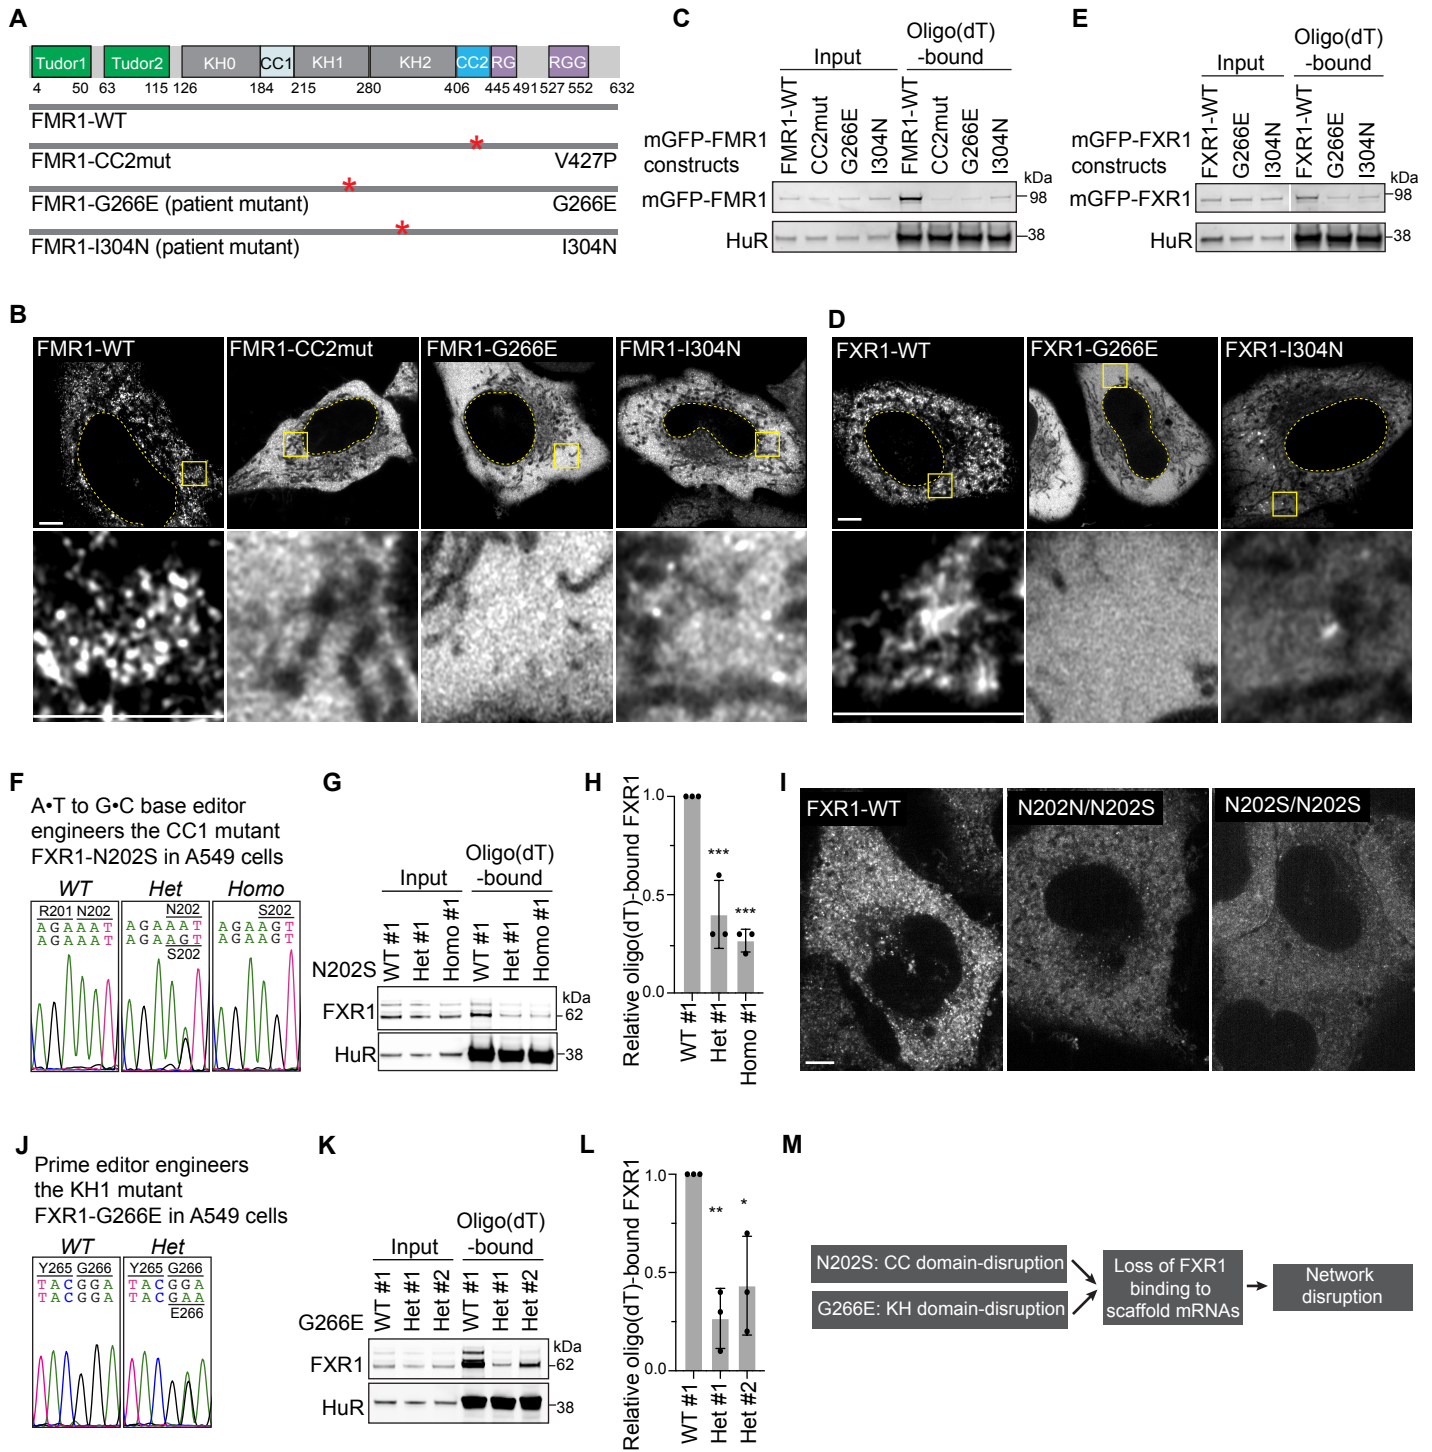 A
Tudor1 Tudor2 KH0 CC1 KH1 KH2 CC2 RG RGG
4 50 63 115 126 184 215 280 406 445 491 527 552 632
FMR1-WT
*
FMR1-CC2mut V427P
*
FMR1-G266E (patient mutant) G266E
*
FMR1-I304N (patient mutant) I304N
C
Input
Oligo(dT)
-bound
mGFP-FMR1
constructs
FMR1-WT CC2mut G266E I304N FMR1-WT CC2mut G266E I304N
kDa
mGFP-FMR1 98
HuR 38
E
Input
Oligo(dT)
-bound
mGFP-FXR1
constructs
FXR1-WT G266E I304N FXR1-WT G266E I304N
kDa
mGFP-FXR1 98
HuR 38
B
FMR1-WT FMR1-CC2mut FMR1-G266E FMR1-I304N
D
FXR1-WT FXR1-G266E FXR1-I304N
F
A•T to G•C base editor
engineers the CC1 mutant
FXR1-N202S in A549 cells
WT Het Homo
R201 N202 N202 S202
AGAAAT AGAAAT AGAAGT
AGAAAT AGAAGT AGAAGT
S202
G
Input
Oligo(dT)
-bound
N202S
WT #1 Het #1 Homo #1 WT #1 Het #1 Homo #1
kDa
FXR1 62
HuR 38
H
Relative oligo(dT)-bound FXR1
1.0
0.5
0.0
*** ***
WT #1 Het #1 Homo #1
I
FXR1-WT N202N/N202S N202S/N202S
J
Prime editor engineers
the KH1 mutant
FXR1-G266E in A549 cells
WT Het
Y265 G266 Y265 G266
TACGGA TACGGA
TACGGA TACGAA
E266
K
Input
Oligo(dT)
-bound
G266E
WT #1 Het #1 Het #2 WT #1 Het #1 Het #2
kDa
FXR1 62
HuR 38
L
Relative oligo(dT)-bound FXR1
1.0
0.5
0.0
** *
WT #1 Het #1 Het #2
M
N202S: CC domain-disruption
G266E: KH domain-disruption
Loss of FXR1
binding to
scaffold mRNAs
Network
disruption